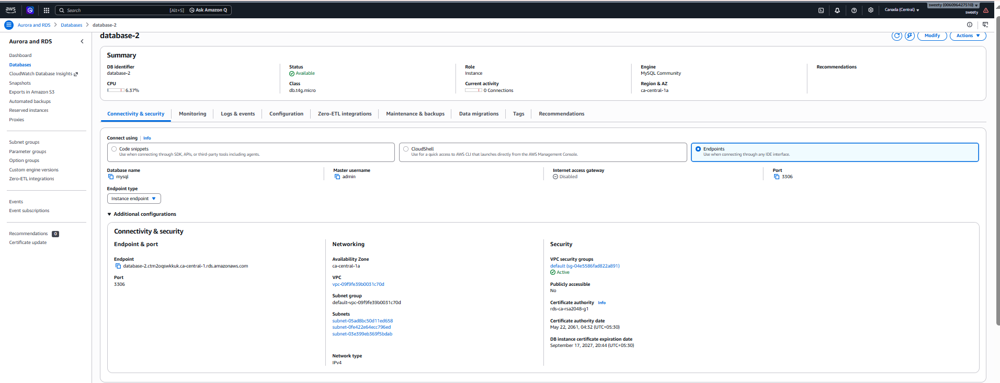 aws
Search [Alt+S] Ask Amazon Q
Canada (Central)
sweety (006096427510)
sweety
Aurora and RDS > Databases > database-2
Aurora and RDS
Dashboard
Databases
CloudWatch Database Insights
Snapshots
Exports in Amazon S3
Automated backups
Reserved instances
Proxies
Subnet groups
Parameter groups
Option groups
Custom engine versions
Zero-ETL integrations
Events
Event subscriptions
Recommendations 0
Certificate update
database-2
Modify
Actions
Summary
DB identifier
database-2
CPU
6.37%
Status
Available
Class
db.t4g.micro
Role
Instance
Current activity
0 Connections
Engine
MySQL Community
Region & AZ
ca-central-1a
Recommendations
Connectivity & security Monitoring Logs & events Configuration Zero-ETL integrations Maintenance & backups Data migrations Tags Recommendations
Connect using Info
Code snippets
Use when connecting through SDK, APIs, or third-party tools including agents.
CloudShell
Use for a quick access to AWS CLI that launches directly from the AWS Management Console.
Endpoints
Use when connecting through any IDE interface.
Database name
mysql
Master username
admin
Internet access gateway
Disabled
Port
3306
Endpoint type
Instance endpoint
Additional configurations
Connectivity & security
Endpoint & port
Endpoint
database-2.ctm2oqswkkuk.ca-central-1.rds.amazonaws.com
Port
3306
Networking
Availability Zone
ca-central-1a
VPC
vpc-09f9fe39b0031c70d
Subnet group
default-vpc-09f9fe39b0031c70d
Subnets
subnet-05ad8bc50d11ed658
subnet-0fe422e64ecc796ed
subnet-03e399eb369f5bdab
Network type
IPv4
Security
VPC security groups
default (sg-04e5586fad822a891)
Active
Publicly accessible
No
Certificate authority Info
rds-ca-rsa2048-g1
Certificate authority date
May 22, 2061, 04:32 (UTC+05:30)
DB instance certificate expiration date
September 17, 2027, 20:44 (UTC+05:30)